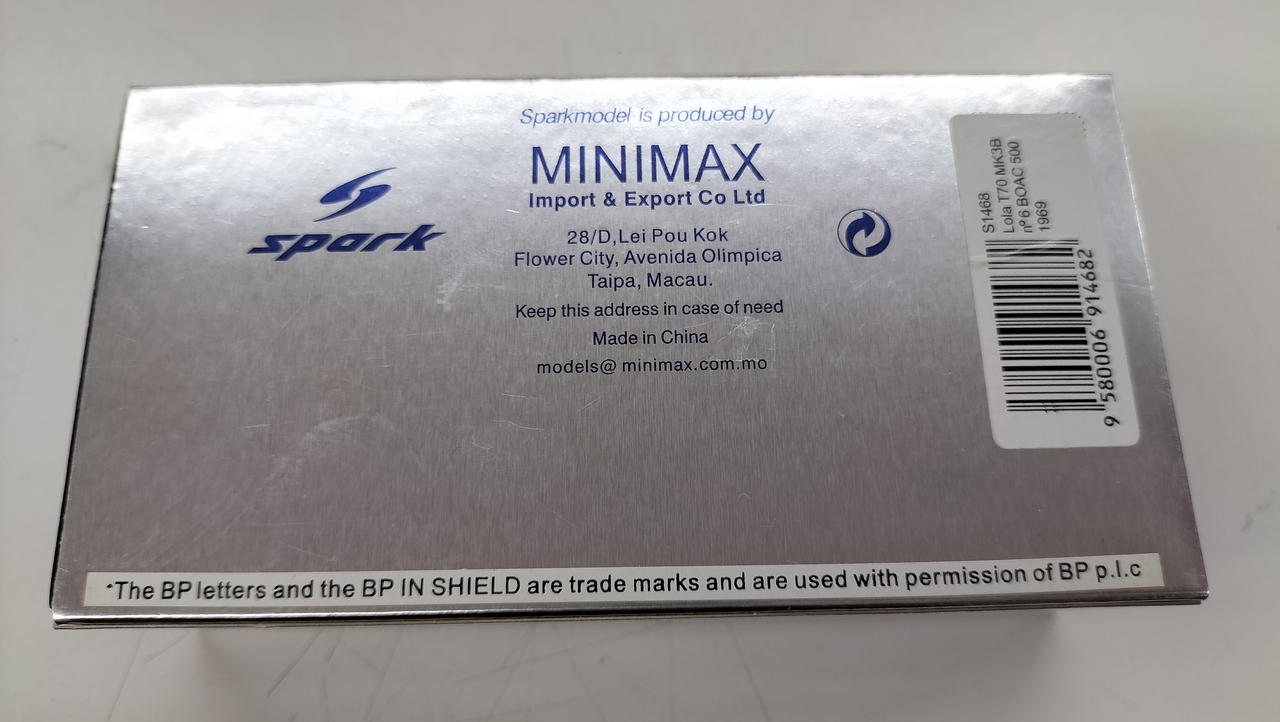 Sparkmodel is produced by
MINIMAX
Import & Export Co Ltd
spark
28/D,Lei Pou Kok
Flower City, Avenida Olimpica
Taipa, Macau.
Keep this address in case of need
Made in China
models@ minimax.com.mo
S1468
Lola T70 MK3B
nº6 BOAC 500
1969
9 580006 914682
*The BP letters and the BP IN SHIELD are trade marks and are used with permission of BP p.l.c